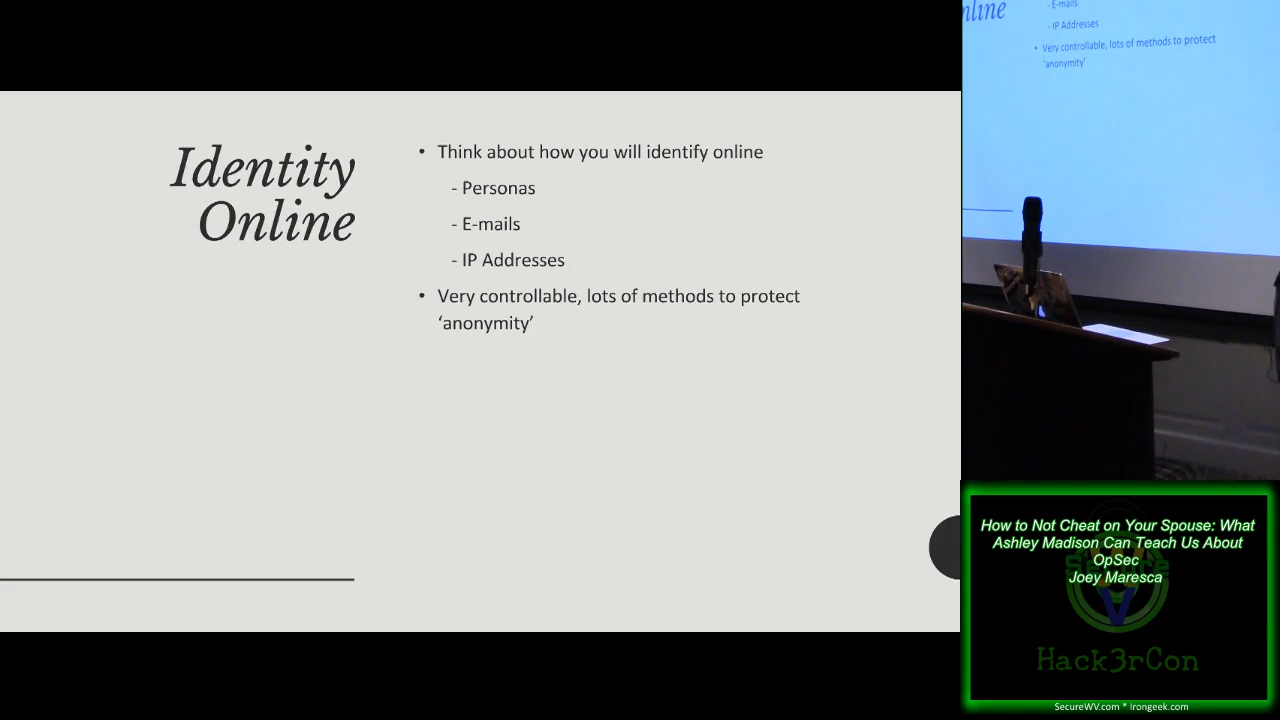 Identity
Online
• Think about how you will identify online
- Personas
- E-mails
- IP Addresses
• Very controllable, lots of methods to protect
‘anonymity’
nline
- E-mails
- IP Addresses
• Very controllable, lots of methods to protect
‘anonymity’
How to Not Cheat on Your Spouse: What
Ashley Madison Can Teach Us About
OpSec
Joey Maresca
Secure
WV
Hack3rCon
SecureWV.com * Irongeek.com